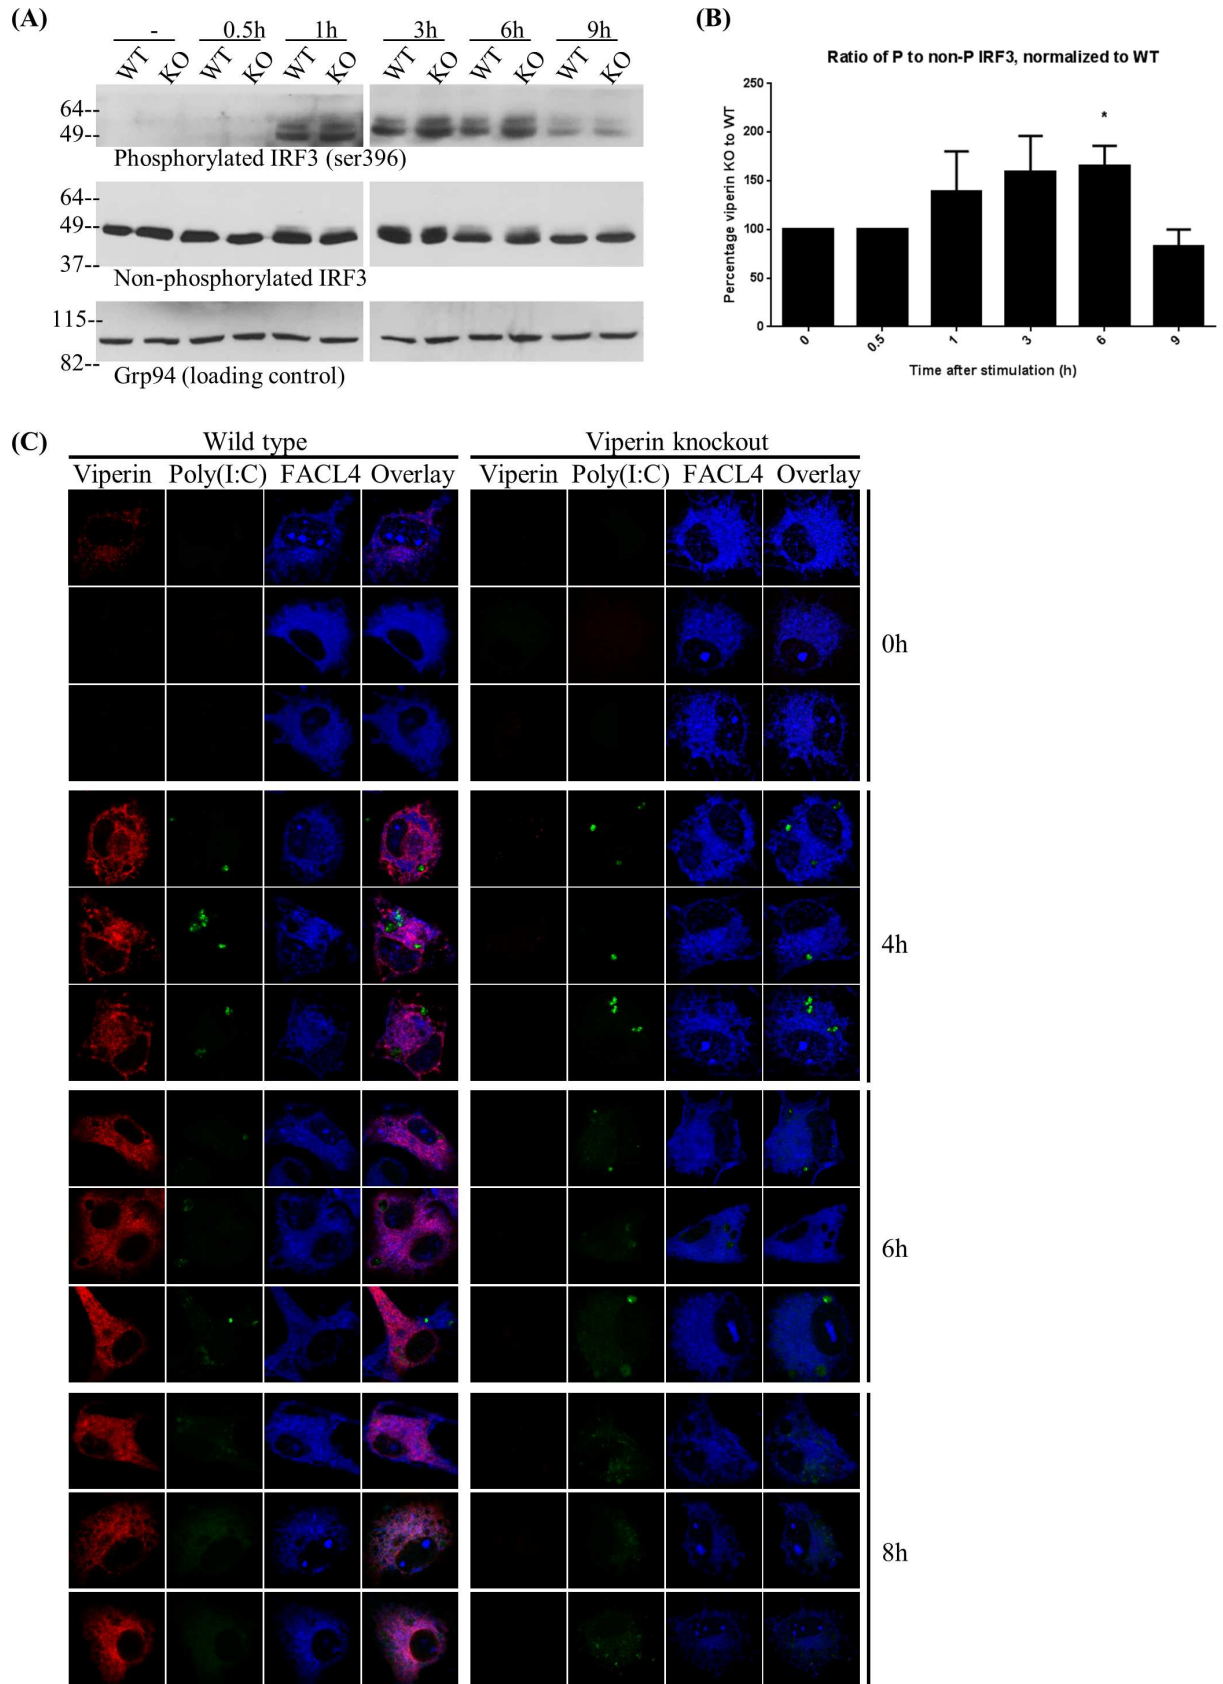 (A)
- 0.5h 1h 3h 6h 9h
WT KO WT KO WT KO WT KO WT KO WT KO
64--
49--
Phosphorylated IRF3 (ser396)
64--
49--
37--
Non-phosphorylated IRF3
115--
82--
Grp94 (loading control)
(B)
Ratio of P to non-P IRF3, normalized to WT
Percentage viperin KO to WT
250
200
150
100
50
0
*
0 0.5 1 3 6 9
Time after stimulation (h)
(C)
Wild type Viperin knockout
Viperin Poly(I:C) FACL4 Overlay Viperin Poly(I:C) FACL4 Overlay
0h
4h
6h
8h